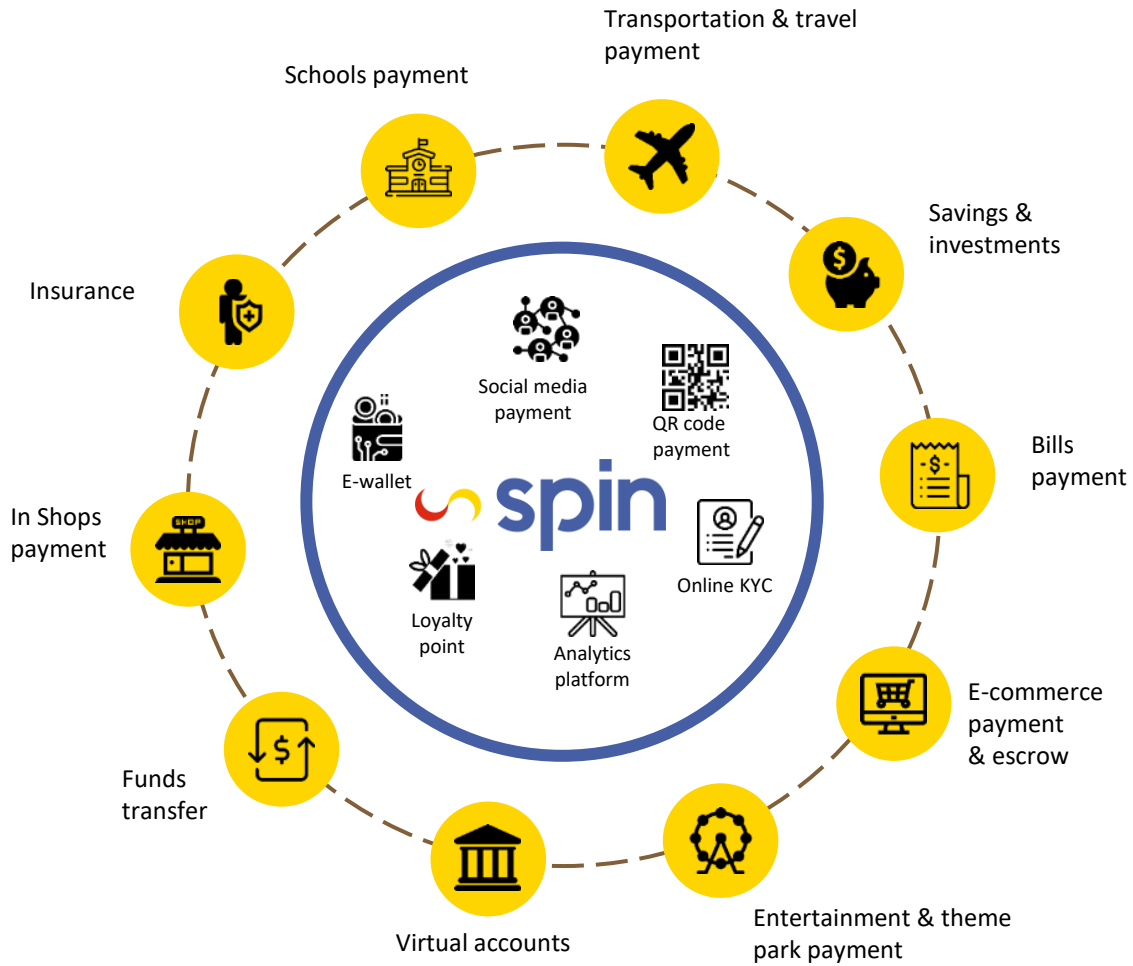 Transportation & travel
payment
Schools payment
Savings &
investments
Insurance
Social media
payment
QR code
payment
E-wallet
Bills
payment
spin
In Shops
payment
SHOP
Online KYC
Loyalty
point
Analytics
platform
E-commerce
payment
& escrow
Funds
transfer
Virtual accounts
Entertainment & theme
park payment